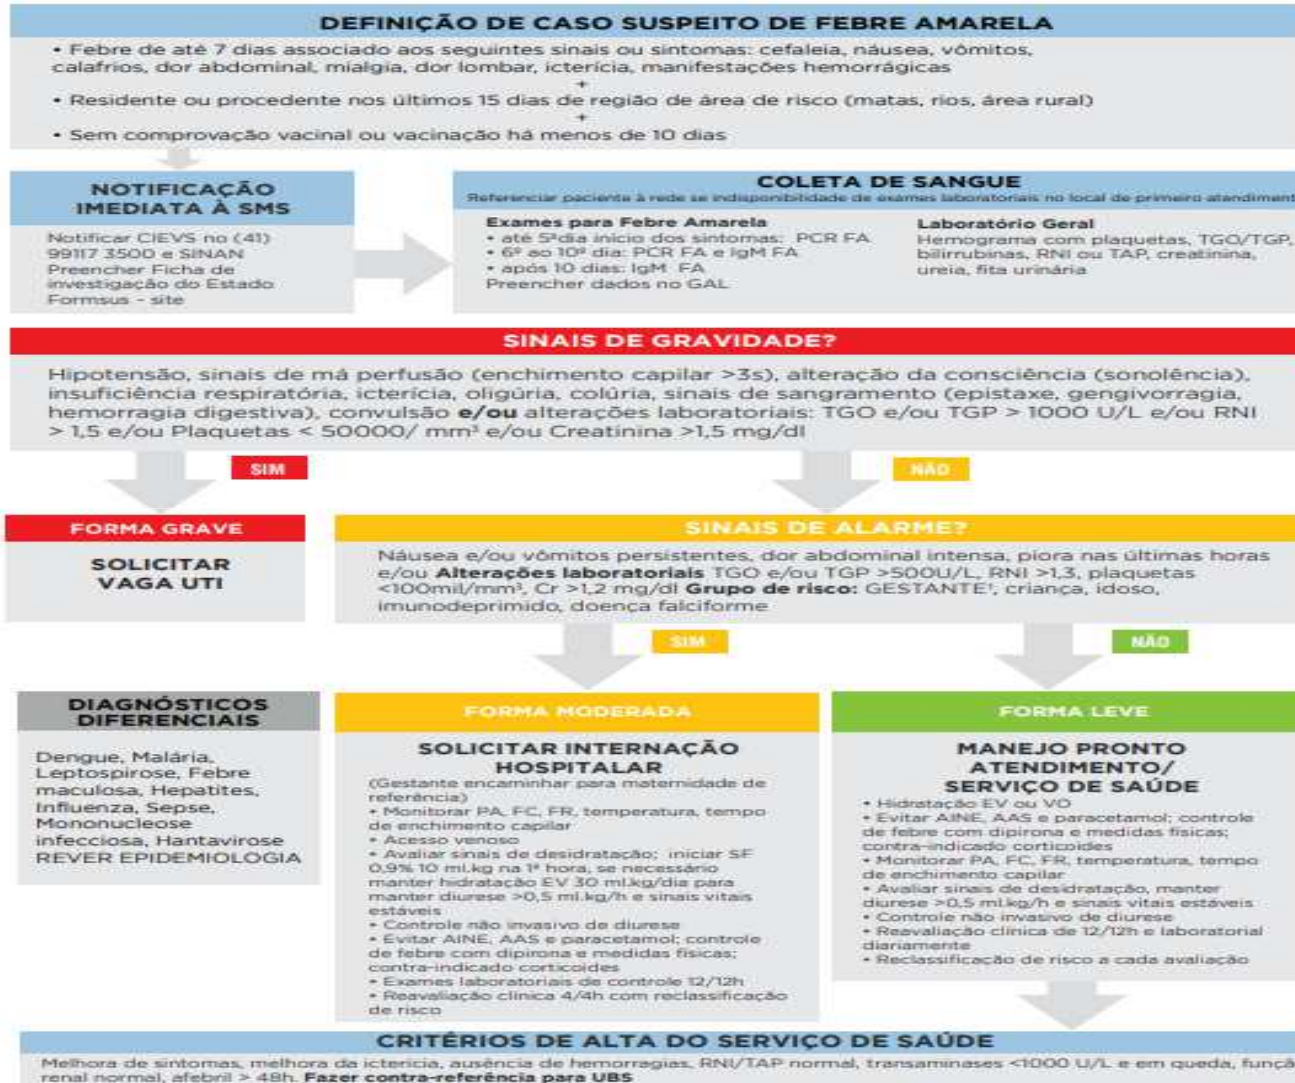 DEFINIÇÃO DE CASO SUSPEITO DE FEBRE AMARELA
• Febre de até 7 dias associado aos seguintes sinais ou sintomas: cefaleia, náusea, vômitos,
calafrios, dor abdominal, mialgia, dor lombar, icterícia, manifestações hemorrágicas
+
• Residente ou procedente nos últimos 15 dias de região de área de risco (matas, rios, área rural)
+
• Sem comprovação vacinal ou vacinação há menos de 10 dias
NOTIFICAÇÃO
IMEDIATA À SMS
Notificar CIEVS no (41)
99117 3500 e SINAN
Preencher Ficha de
investigação do Estado
Formsus - site
COLETA DE SANGUE
Referenciar paciente à rede se indisponibilidade de exames laboratoriais no local de primeiro atendiment
Exames para Febre Amarela
• até 5ºdia início dos sintomas: PCR FA
• 6º ao 10º dia: PCR FA e IgM FA
• após 10 dias: IgM FA
Preencher dados no GAL
Laboratório Geral
Hemograma com plaquetas, TGO/TGP,
bilirrubinas, RNI ou TAP, creatinina,
ureia, fita urinária
SINAIS DE GRAVIDADE?
Hipotensão, sinais de má perfusão (enchimento capilar >3s), alteração da consciência (sonolência),
insuficiência respiratória, icterícia, oligúria, colúria, sinais de sangramento (epistaxe, gengivorragia,
hemorragia digestiva), convulsão e/ou alterações laboratoriais: TGO e/ou TGP > 1000 U/L e/ou RNI
> 1,5 e/ou Plaquetas < 50000/ mm³ e/ou Creatinina >1,5 mg/dl
SIM
NÃO
FORMA GRAVE
SOLICITAR
VAGA UTI
SINAIS DE ALARME?
Náusea e/ou vômitos persistentes, dor abdominal intensa, piora nas últimas horas
e/ou Alterações laboratoriais TGO e/ou TGP >500U/L, RNI >1,3, plaquetas
<100mil/mm³, Cr >1,2 mg/dl Grupo de risco: GESTANTE¹, criança, idoso,
imunodeprimido, doença falciforme
SIM
NÃO
DIAGNÓSTICOS
DIFERENCIAIS
Dengue, Malária,
Leptospirose, Febre
maculosa, Hepatites,
Influenza, Sepse,
Mononucleose
infecciosa, Hantavirose
REVER EPIDEMIOLOGIA
FORMA MODERADA
SOLICITAR INTERNAÇÃO
HOSPITALAR
(Gestante encaminhar para maternidade de
referência)
• Monitorar PA, FC, FR, temperatura, tempo
de enchimento capilar
• Acesso venoso
• Avaliar sinais de desidratação; iniciar SF
0,9% 10 ml.kg na 1ª hora, se necessário
manter hidratação EV 30 ml.kg/dia para
manter diurese >0,5 ml.kg/h e sinais vitais
estáveis
• Controle não invasivo de diurese
• Evitar AINE, AAS e paracetamol; controle
de febre com dipirona e medidas físicas;
contra-indicado corticoides
• Exames laboratoriais de controle 12/12h
• Reavaliação clínica 4/4h com reclassificação
de risco
FORMA LEVE
MANEJO PRONTO
ATENDIMENTO/
SERVIÇO DE SAÚDE
• Hidratação EV ou VO
• Evitar AINE, AAS e paracetamol; controle
de febre com dipirona e medidas físicas;
contra-indicado corticoides
• Monitorar PA, FC, FR, temperatura, tempo
de enchimento capilar
• Avaliar sinais de desidratação, manter
diurese >0,5 ml.kg/h e sinais vitais estáveis
• Controle não invasivo de diurese
• Reavaliação clínica de 12/12h e laboratorial
diariamente
• Reclassificação de risco a cada avaliação
CRITÉRIOS DE ALTA DO SERVIÇO DE SAÚDE
Melhora de sintomas, melhora da icterícia, ausência de hemorragias, RNI/TAP normal, transaminases <1000 U/L e em queda, funçã
renal normal, afebril > 48h. Fazer contra-referência para UBS